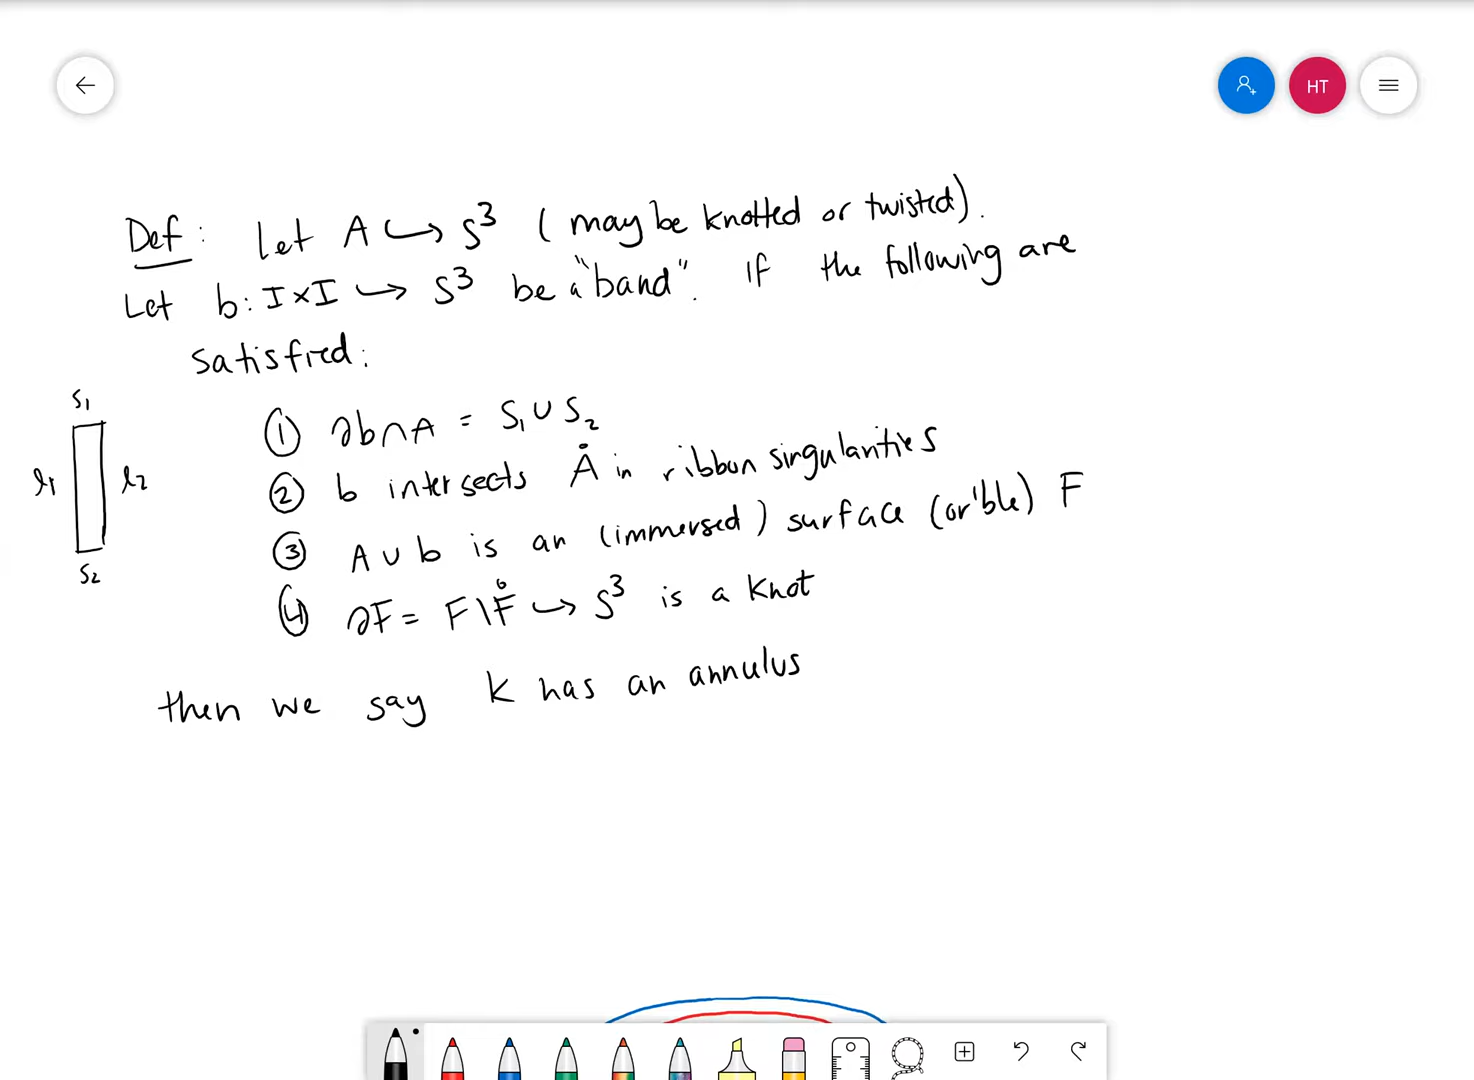 HT
Def: Let A ↪ S³ (may be knotted or twisted).
Let b: I×I ↪ S³ be a "band". If the following are
satisfied:
① ∂b∩A = S₁∪S₂
② b intersects Å in ribbon singularities
③ A∪b is an (immersed) surface (or'ble) F
④ ∂F = F\F̊ ↪ S³ is a knot
then we say K has an annulus
S₁
l₁ l₂
S₂